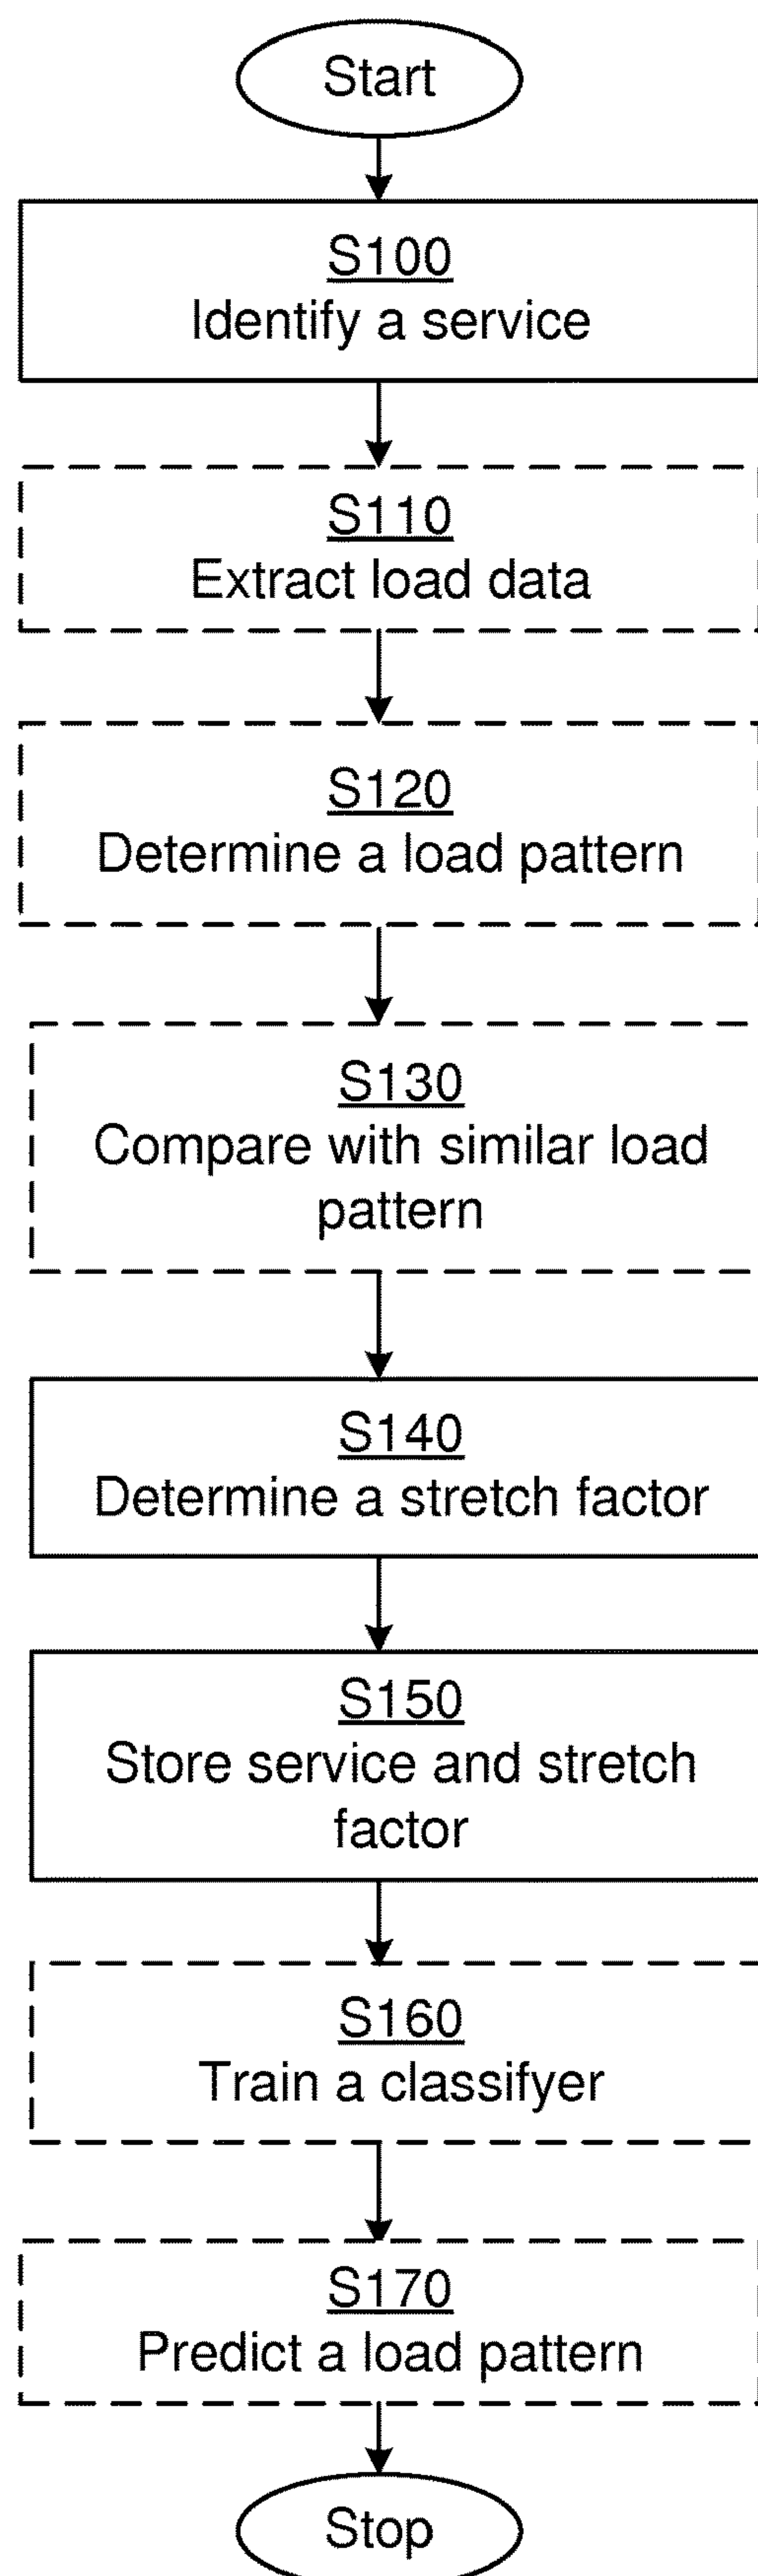 Start
S100
Identify a service
S110
Extract load data
S120
Determine a load pattern
S130
Compare with similar load
pattern
S140
Determine a stretch factor
S150
Store service and stretch
factor
S160
Train a classifyer
S170
Predict a load pattern
Stop